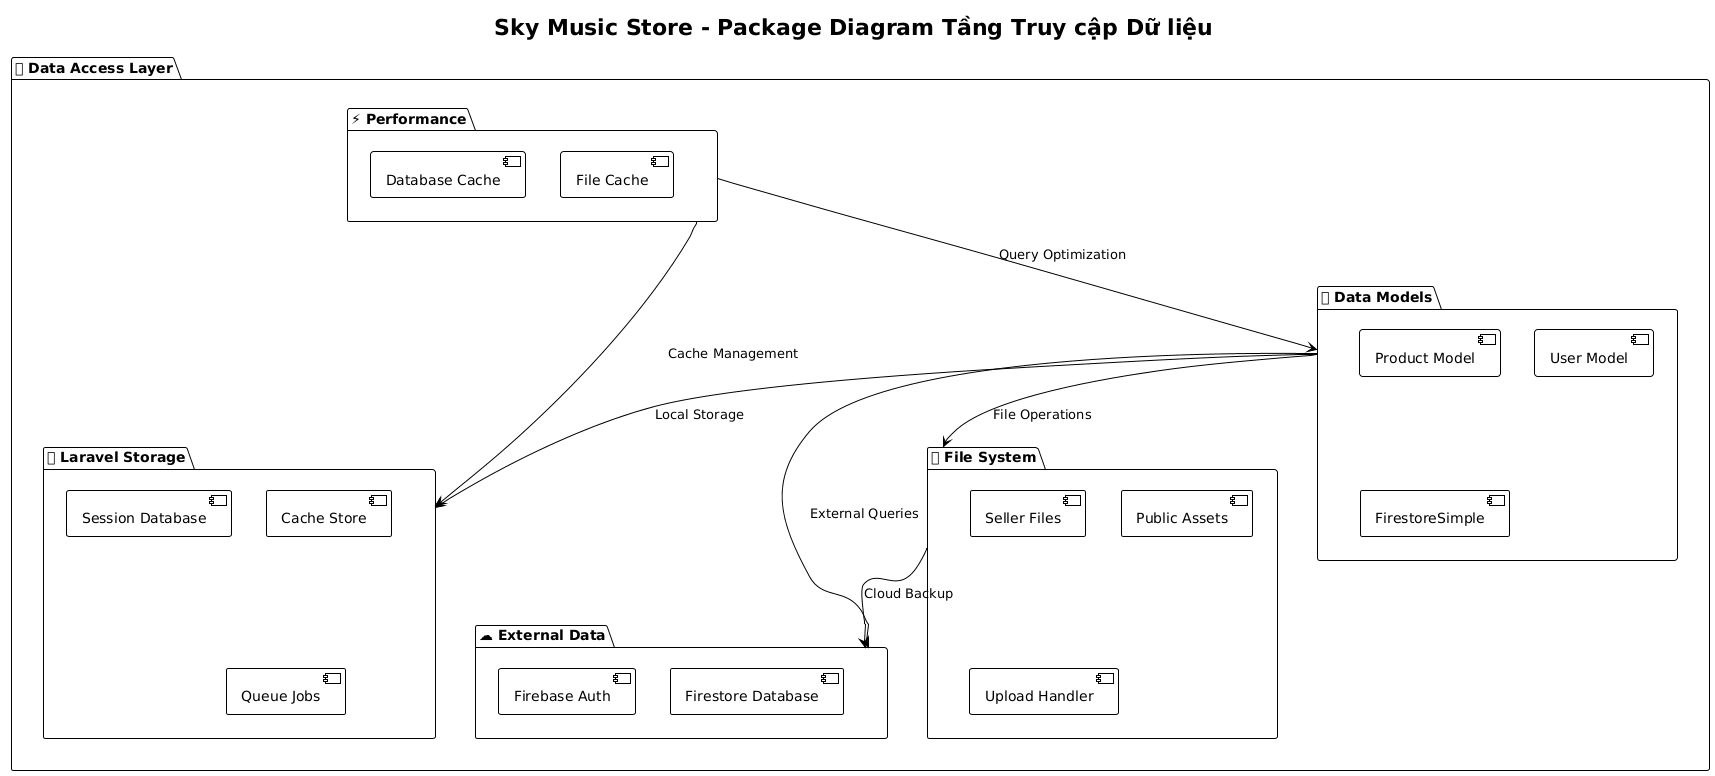 Sky Music Store - Package Diagram Tầng Truy cập Dữ liệu
Data Access Layer
⚡ Performance
Database Cache
File Cache
Query Optimization
Data Models
Product Model
User Model
FirestoreSimple
Cache Management
Local Storage
File Operations
Laravel Storage
Session Database
Cache Store
Queue Jobs
File System
Seller Files
Public Assets
Upload Handler
External Queries
Cloud Backup
☁ External Data
Firebase Auth
Firestore Database